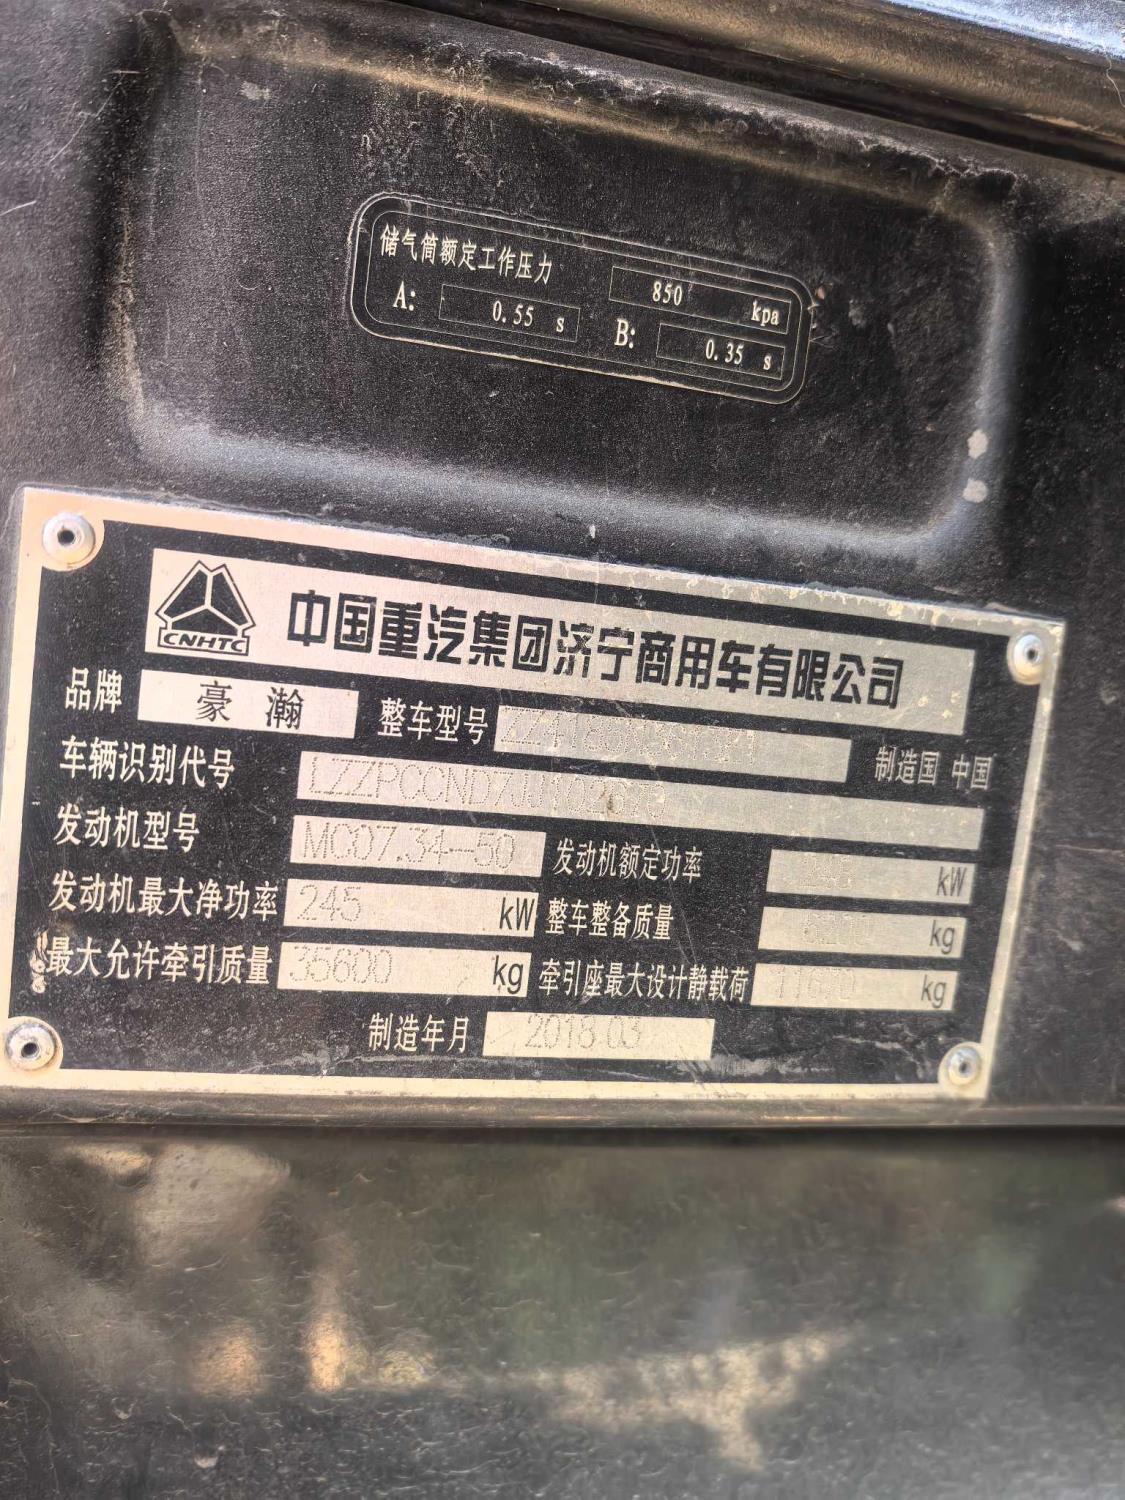 储气筒额定工作压力 850 kpa
A: 0.55 s B: 0.35 s
CNHTC 中国重汽集团济宁商用车有限公司
品牌 豪瀚 整车型号 制造国 中国
车辆识别代号
发动机型号 MC07.34-50 发动机额定功率 kW
发动机最大净功率 245 kW 整车整备质量 kg
最大允许牵引质量 35600 kg 牵引座最大设计静载荷 kg
制造年月 2018.03